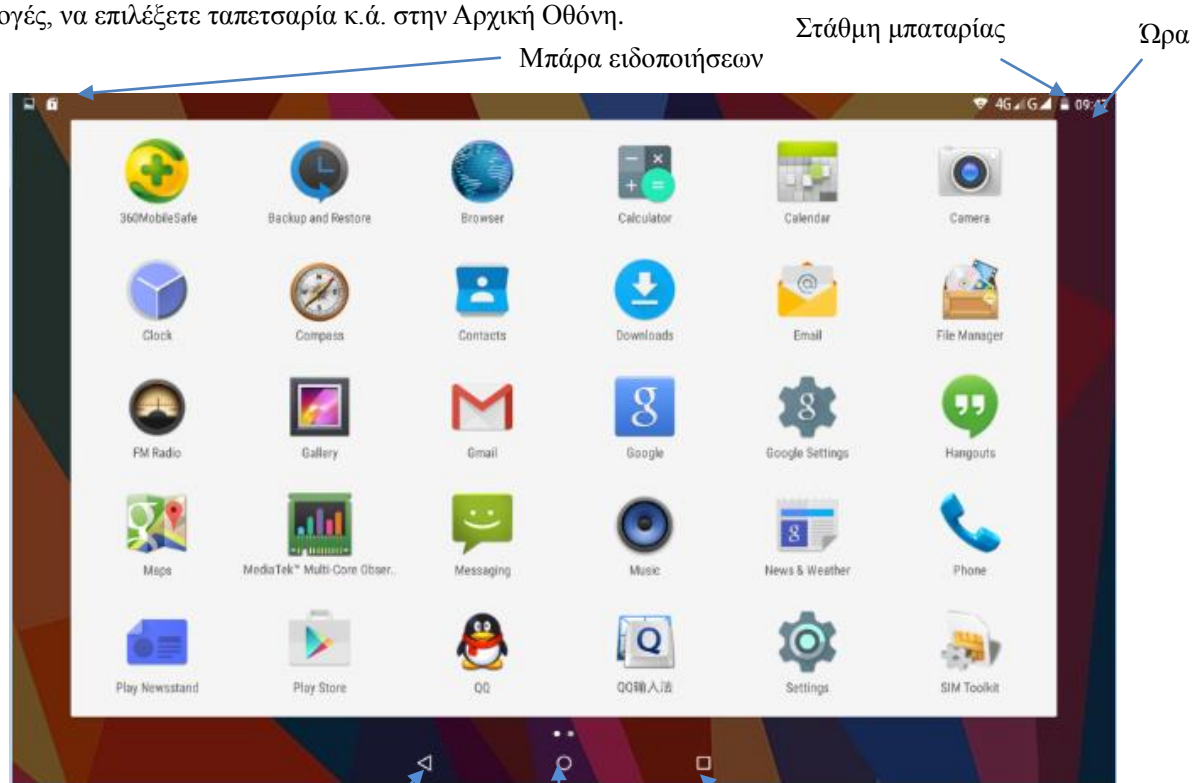 ογές, να επιλέξετε ταπετσαρία κ.ά. στην Αρχική Οθόνη.
Στάθμη μπαταρίας
Ώρα
Μπάρα ειδοποιήσεων
4G G 09:47
360MobileSafe Backup and Restore Browser Calculator Calendar Camera
Clock Compass Contacts Downloads Email File Manager
FM Radio Gallery Gmail Google Google Settings Hangouts
Maps MediaTek™ Multi-Core Obser.. Messaging Music News & Weather Phone
Play Newsstand Play Store QQ QQ输入法 Settings SIM Toolkit